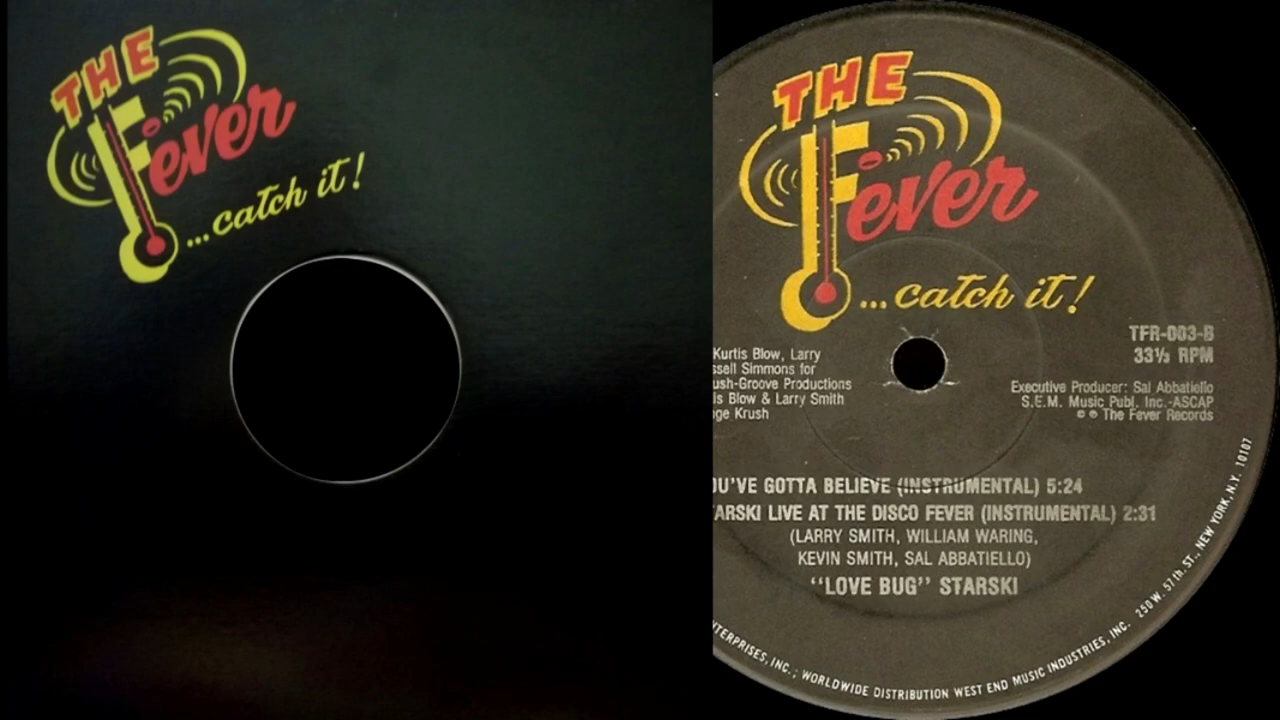 THE
Fever
...catch it!
THE
Fever
...catch it!
TFR-003-B
33⅓ RPM
Kurtis Blow, Larry
ssell Simmons for
ush-Groove Productions
is Blow & Larry Smith
ge Krush
Executive Producer: Sal Abbatiello
S.E.M. Music Publ. Inc.-ASCAP
© ℗ The Fever Records
OU'VE GOTTA BELIEVE (INSTRUMENTAL) 5:24
ARSKI LIVE AT THE DISCO FEVER (INSTRUMENTAL) 2:31
(LARRY SMITH, WILLIAM WARING,
KEVIN SMITH, SAL ABBATIELLO)
"LOVE BUG" STARSKI
TERPRISES, INC.; WORLDWIDE DISTRIBUTION WEST END MUSIC INDUSTRIES, INC. 250 W. 57th. ST., NEW YORK, N.Y. 10107